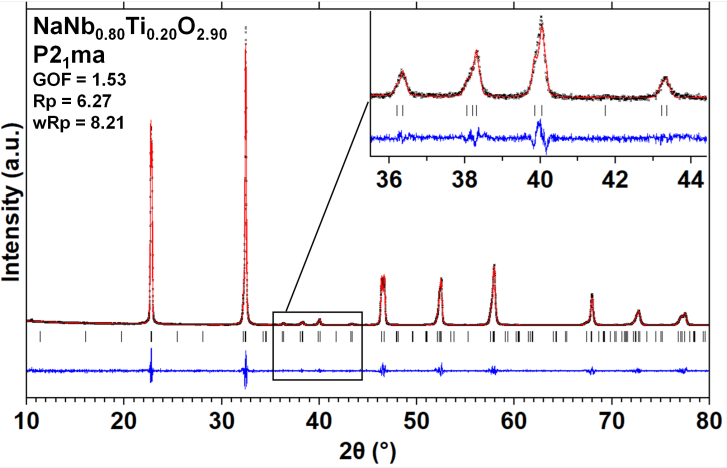 NaNb0.80Ti0.20O2.90
P21ma
GOF = 1.53
Rp = 6.27
wRp = 8.21
36 38 40 42 44
Intensity (a.u.)
10 20 30 40 50 60 70 80
2θ (°)